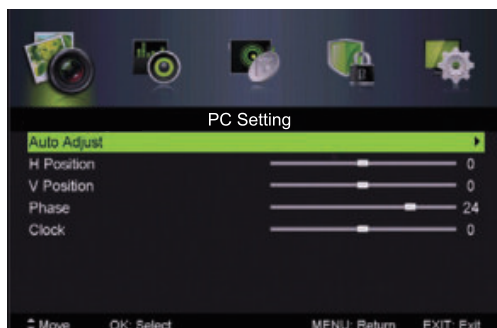 PC Setting
Auto Adjust
H Position 0
V Position 0
Phase 24
Clock 0
Move OK: Select MENU: Return EXIT: Exit